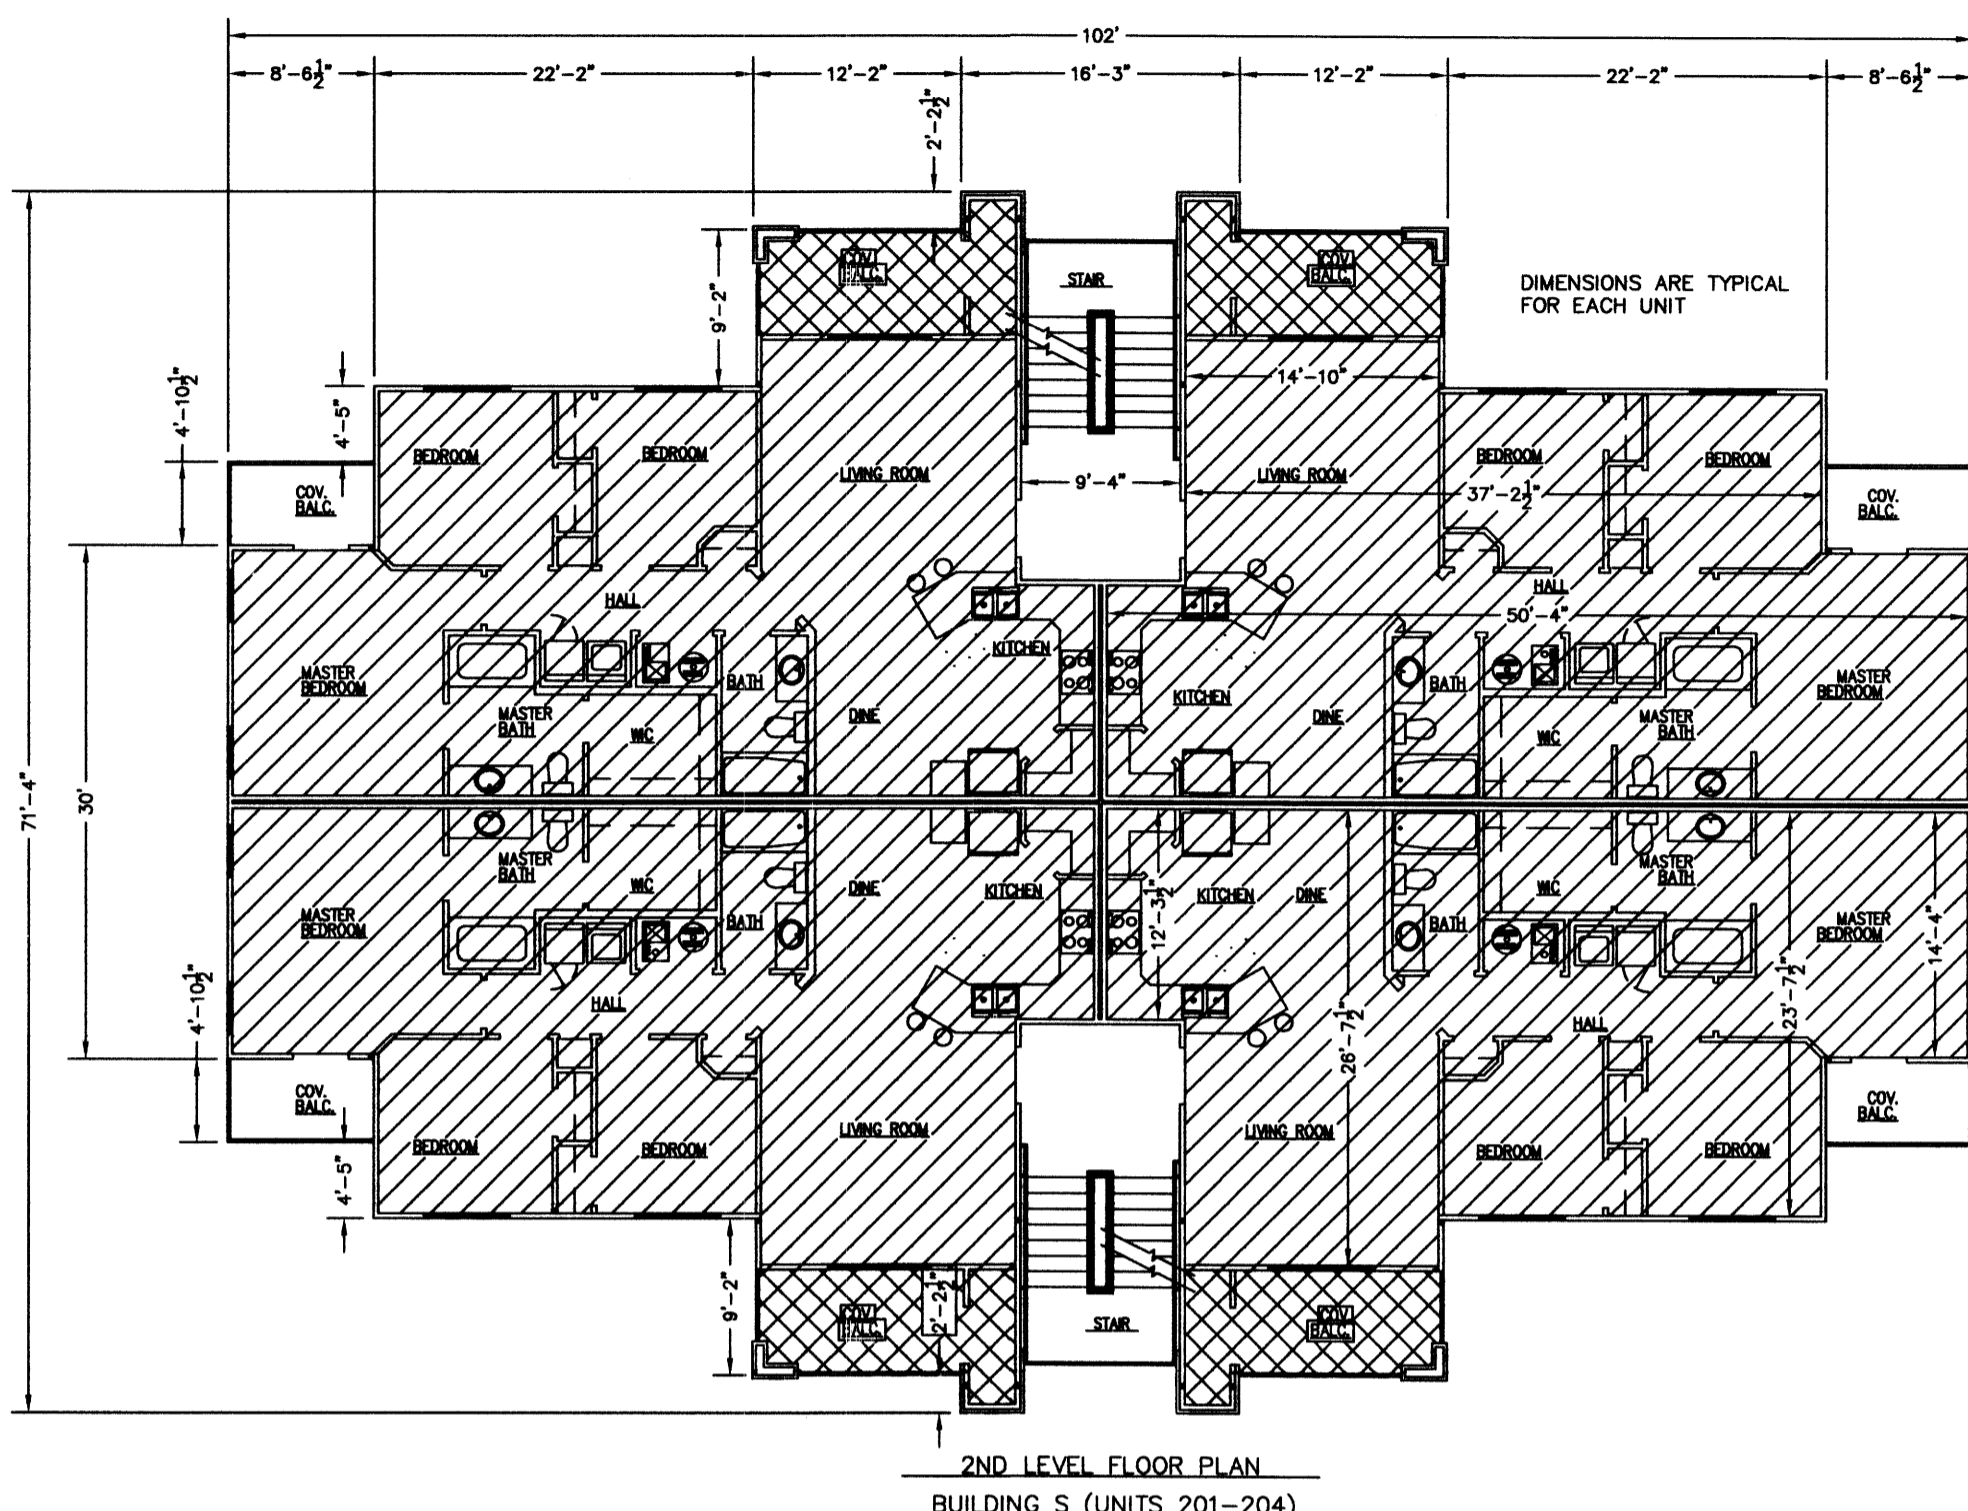 102'
8'-6½" 22'-2" 12'-2" 16'-3" 12'-2" 22'-2" 8'-6½"
2'-2½"
COV. BALC.
STAIR
COV. BALC.
DIMENSIONS ARE TYPICAL
FOR EACH UNIT
9'-2"
14'-10"
4'-10½"
4'-5"
BEDROOM
BEDROOM
LIVING ROOM
9'-4"
LIVING ROOM
BEDROOM
BEDROOM
37'-2½"
COV.
BALC.
COV.
BALC.
HALL
HALL
50'-4"
MASTER
BEDROOM
BATH
KITCHEN
KITCHEN
BATH
MASTER
BEDROOM
MASTER
BATH
WIC
DINE
DINE
WIC
MASTER
BATH
71'-4"
30'
MASTER
BATH
WIC
DINE
KITCHEN
KITCHEN
DINE
WIC
MASTER
BATH
MASTER
BEDROOM
BATH
12'-3½"
BATH
MASTER
BEDROOM
14'-4"
4'-10½"
HALL
23'-7½"
HALL
26'-7½"
COV.
BALC.
COV.
BALC.
BEDROOM
BEDROOM
LIVING ROOM
LIVING ROOM
BEDROOM
BEDROOM
4'-5"
9'-2"
2'-2½"
COV.
BALC.
STAIR
COV.
BALC.
2ND LEVEL FLOOR PLAN
BUILDING S (UNITS 201-204)